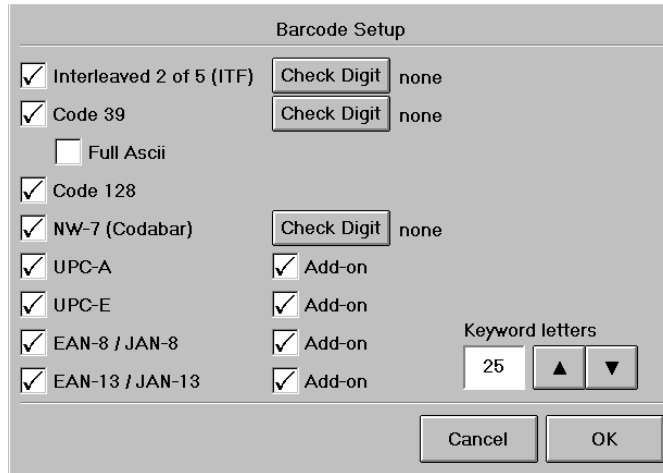 Barcode Setup
Interleaved 2 of 5 (ITF) Check Digit none
Code 39 Check Digit none
Full Ascii
Code 128
NW-7 (Codabar) Check Digit none
UPC-A Add-on
UPC-E Add-on
EAN-8 / JAN-8 Add-on
Keyword letters
25
EAN-13 / JAN-13 Add-on
Cancel OK